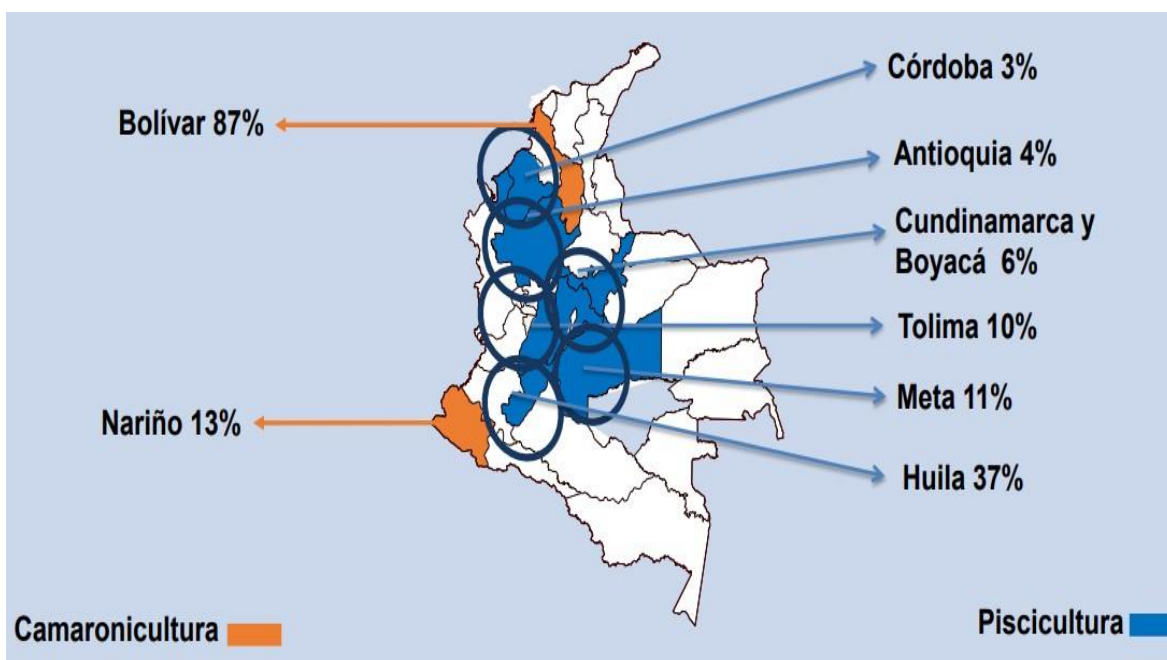 Córdoba 3%
Bolívar 87%
Antioquia 4%
Cundinamarca y
Boyacá 6%
Tolima 10%
Meta 11%
Nariño 13%
Huila 37%
Camaronicultura
Piscicultura